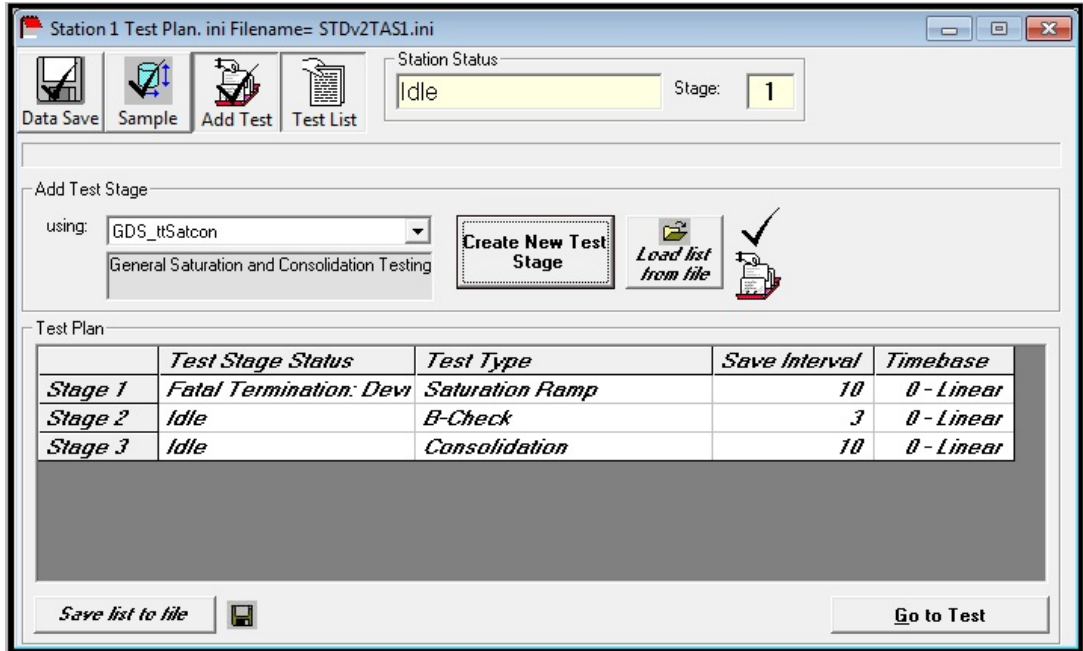 Station 1 Test Plan. ini Filename= STDv2TAS1.ini
Data Save
Sample
Add Test
Test List
Station Status
Idle
Stage:
1
Add Test Stage
using:
GDS_ttSatcon
General Saturation and Consolidation Testing
Create New Test
Stage
Load list
from file
Test Plan
Test Stage Status Test Type Save Interval Timebase
Stage 1 Fatal Termination: Devi Saturation Ramp 10 0 - Linear
Stage 2 Idle B-Check 3 0 - Linear
Stage 3 Idle Consolidation 10 0 - Linear
Save list to file
Go to Test